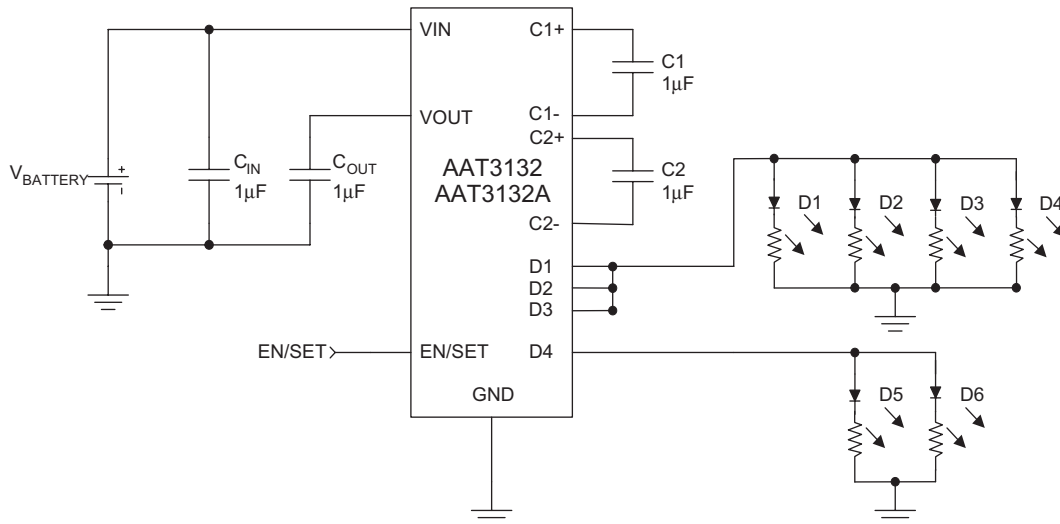 VIN
C1+
C1
1μF
C1-
VOUT
C2+
AAT3132
AAT3132A
C2
1μF
C2-
V_BATTERY
+
-
C_IN
1μF
C_OUT
1μF
D1
D2
D3
D4
D1
D2
D3
EN/SET
EN/SET
D4
GND
D5
D6